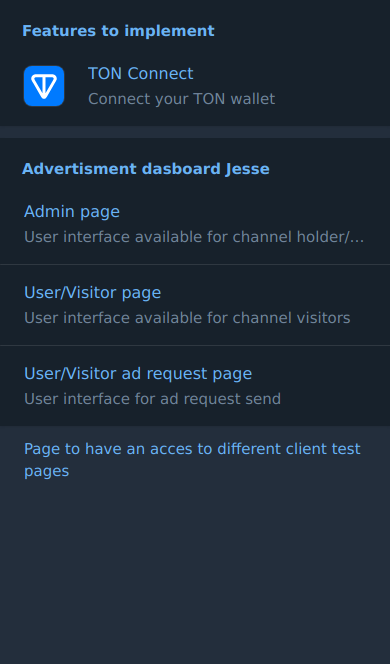 Features to implement
TON Connect
Connect your TON wallet
Advertisment dasboard Jesse
Admin page
User interface available for channel holder/...
User/Visitor page
User interface available for channel visitors
User/Visitor ad request page
User interface for ad request send
Page to have an acces to different client test
pages